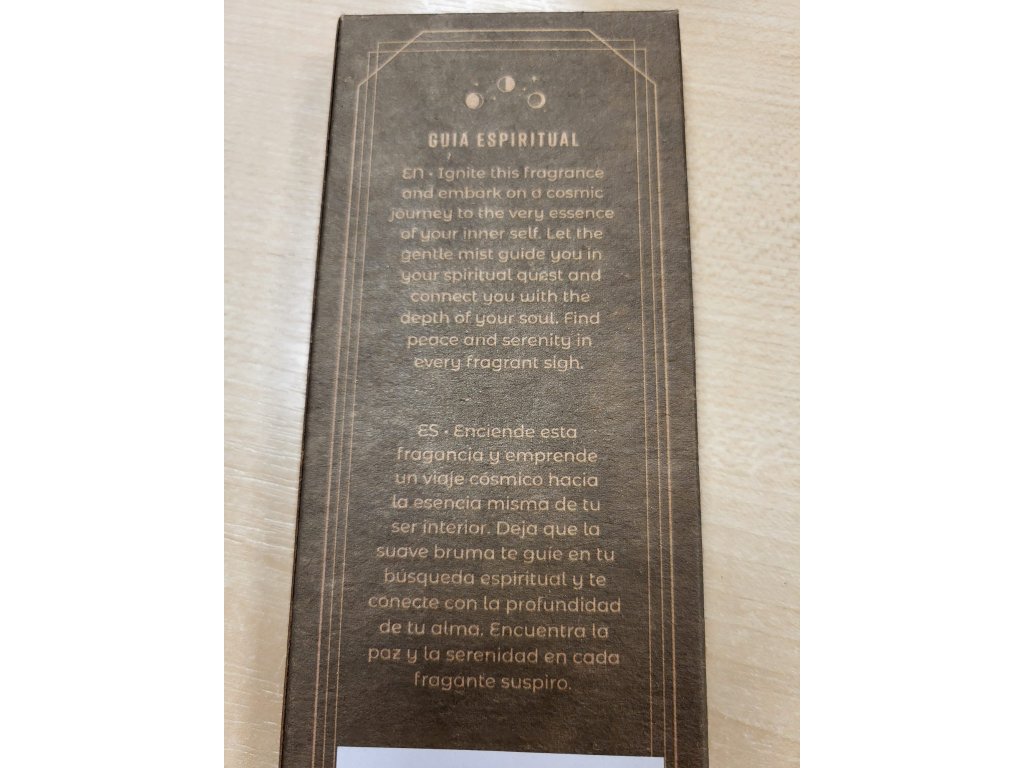 GUIA ESPIRITUAL
EN • Ignite this fragrance
and embark on a cosmic
journey to the very essence
of your inner self. Let the
gentle mist guide you in
your spiritual quest and
connect you with the
depth of your soul. Find
peace and serenity in
every fragrant sigh.
ES • Enciende esta
fragancia y emprende
un viaje cósmico hacia
la esencia misma de tu
ser interior. Deja que la
suave bruma te guíe en tu
búsqueda espiritual y te
conecte con la profundidad
de tu alma. Encuentra la
paz y la serenidad en cada
fragante suspiro.